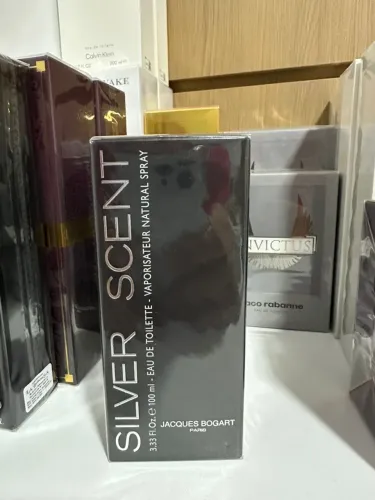 SILVER SCENT
EAU DE TOILETTE - VAPORISATEUR NATURAL SPRAY
3.33 Fl. Oz. e 100 ml
JACQUES BOGART
PARIS
Calvin Klein
NVICTUS
paco rabanne